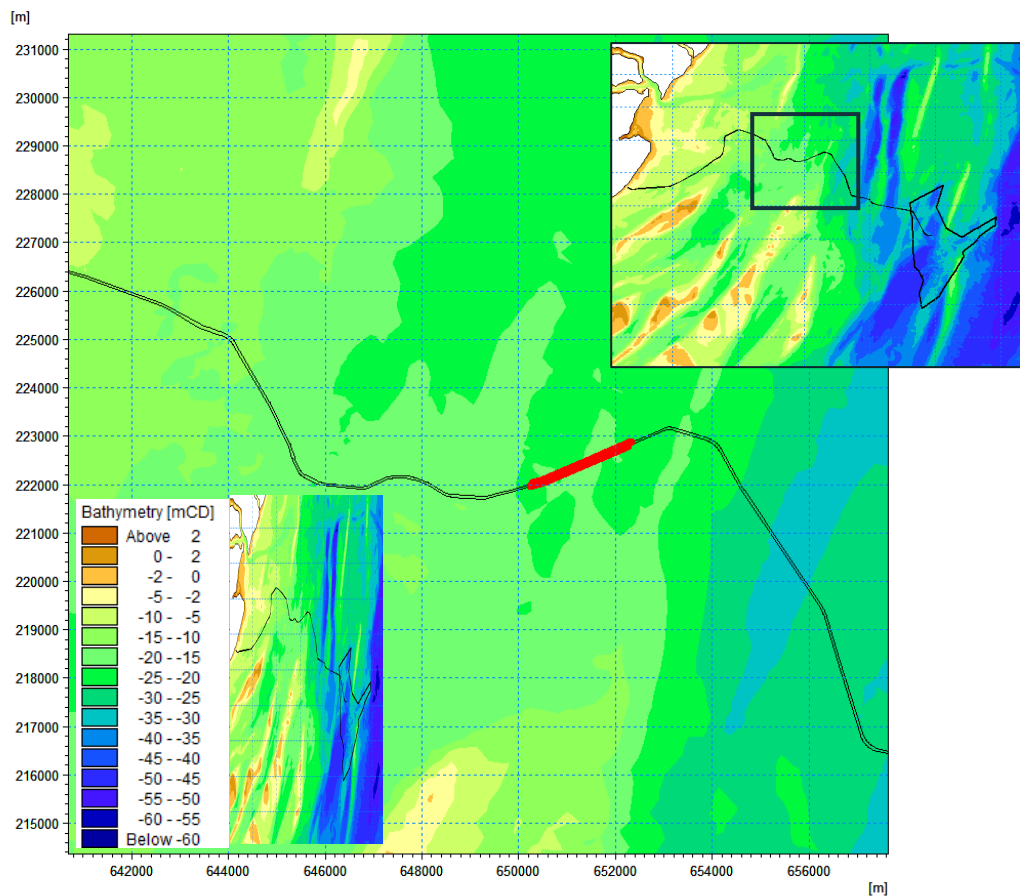 [m]
231000
230000
229000
228000
227000
226000
225000
224000
223000
222000
221000
220000
219000
218000
217000
216000
215000
Bathymetry [mCD]
Above 2
0 - 2
-2 - 0
-5 - -2
-10 - -5
-15 - -10
-20 - -15
-25 - -20
-30 - -25
-35 - -30
-40 - -35
-45 - -40
-50 - -45
-55 - -50
-60 - -55
Below -60
642000 644000 646000 648000 650000 652000 654000 656000
[m]